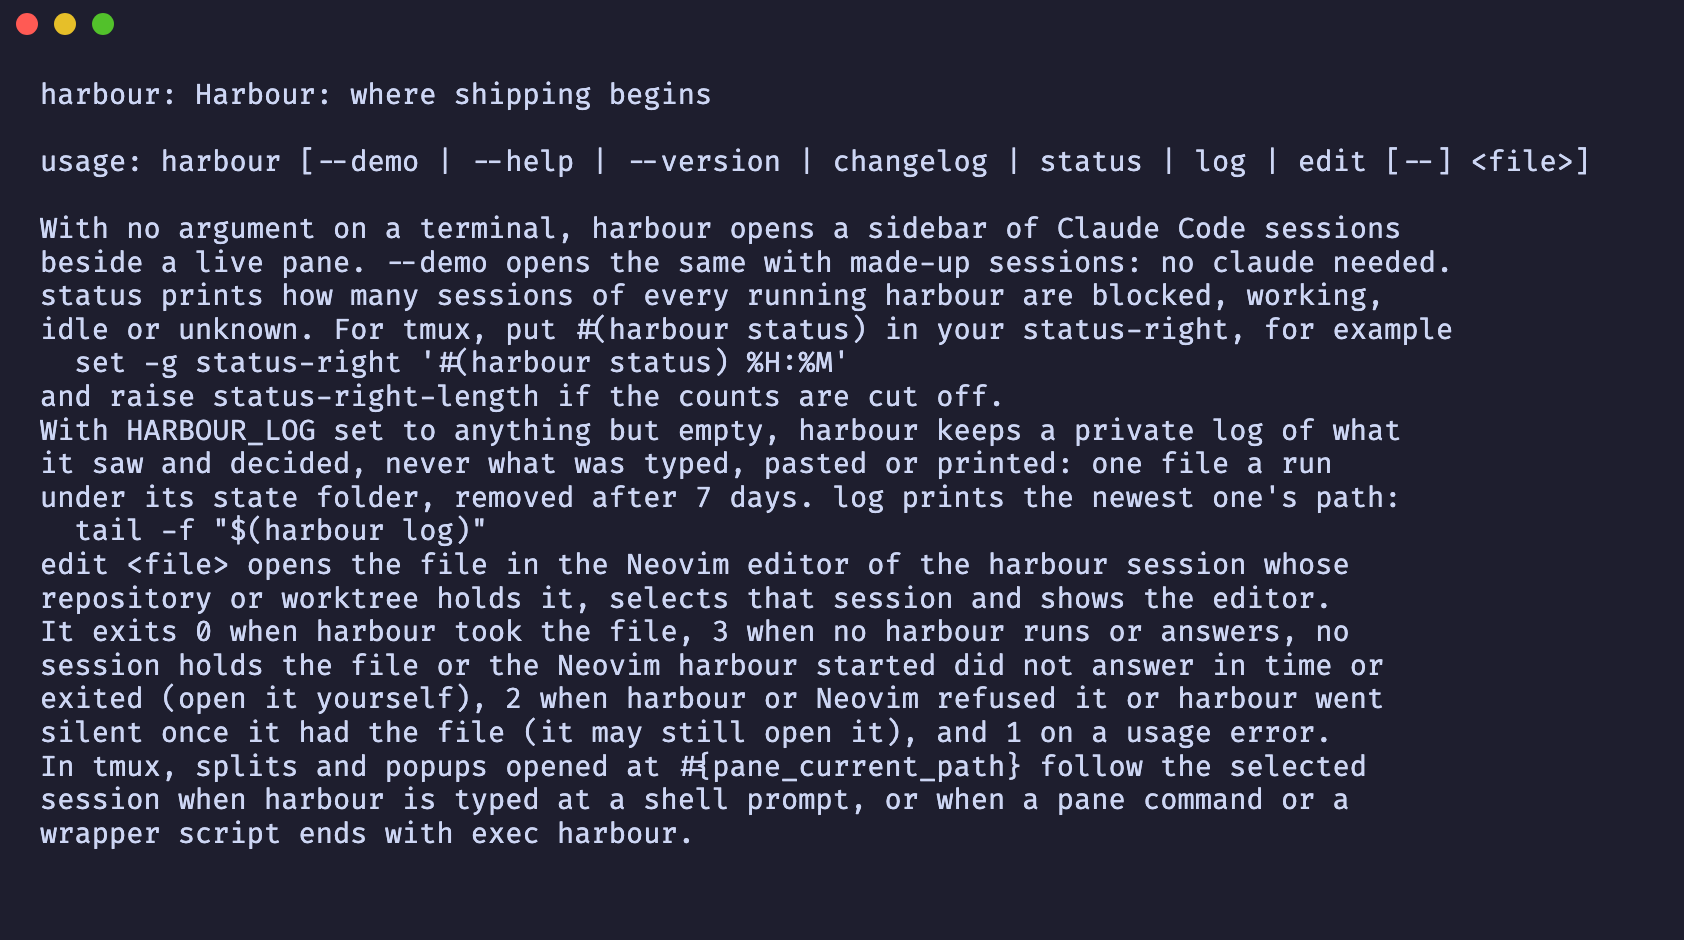 harbour: Harbour: where shipping begins
usage: harbour [--demo | --help | --version | changelog | status | log | edit [--] <file>]
With no argument on a terminal, harbour opens a sidebar of Claude Code sessions
beside a live pane. --demo opens the same with made-up sessions: no claude needed.
status prints how many sessions of every running harbour are blocked, working,
idle or unknown. For tmux, put #(harbour status) in your status-right, for example
  set -g status-right '#(harbour status) %H:%M'
and raise status-right-length if the counts are cut off.
With HARBOUR_LOG set to anything but empty, harbour keeps a private log of what
it saw and decided, never what was typed, pasted or printed: one file a run
under its state folder, removed after 7 days. log prints the newest one's path:
  tail -f "$(harbour log)"
edit <file> opens the file in the Neovim editor of the harbour session whose
repository or worktree holds it, selects that session and shows the editor.
It exits 0 when harbour took the file, 3 when no harbour runs or answers, no
session holds the file or the Neovim harbour started did not answer in time or
exited (open it yourself), 2 when harbour or Neovim refused it or harbour went
silent once it had the file (it may still open it), and 1 on a usage error.
In tmux, splits and popups opened at #{pane_current_path} follow the selected
session when harbour is typed at a shell prompt, or when a pane command or a
wrapper script ends with exec harbour.